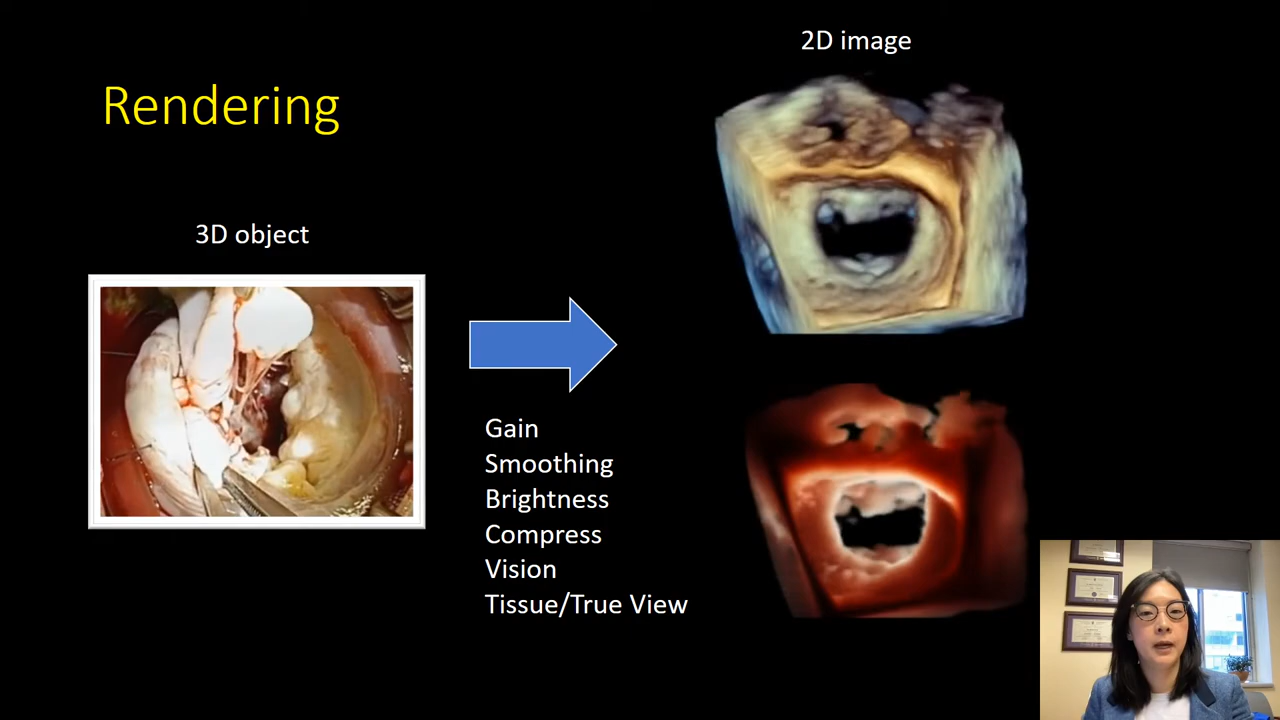 Rendering
3D object
2D image
Gain
Smoothing
Brightness
Compress
Vision
Tissue/True View